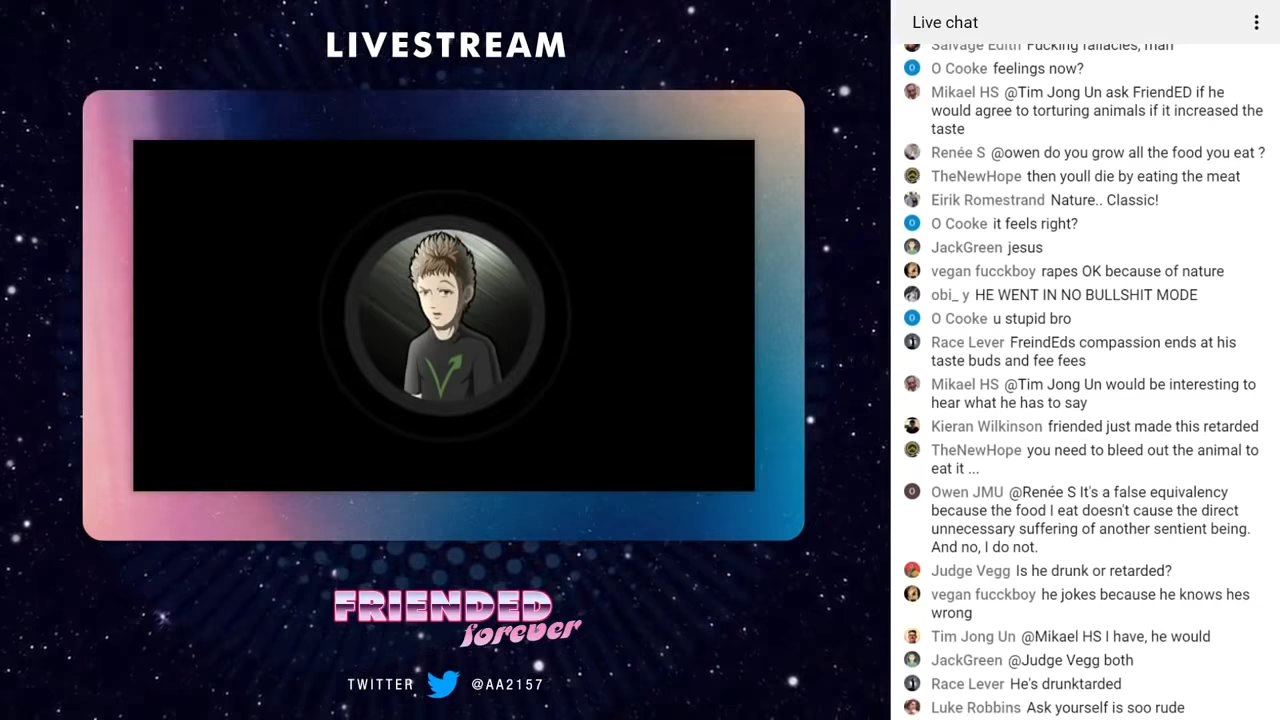 LIVESTREAM
FRIENDED
forever
TWITTER @AA2157
Live chat
Salvage Edith Fucking fallacies, man
O Cooke feelings now?
Mikael HS @Tim Jong Un ask FriendED if he
would agree to torturing animals if it increased the
taste
Renée S @owen do you grow all the food you eat ?
TheNewHope then youll die by eating the meat
Eirik Romestrand Nature.. Classic!
O Cooke it feels right?
JackGreen jesus
vegan fucckboy rapes OK because of nature
obi_ y HE WENT IN NO BULLSHIT MODE
O Cooke u stupid bro
Race Lever FreindEds compassion ends at his
taste buds and fee fees
Mikael HS @Tim Jong Un would be interesting to
hear what he has to say
Kieran Wilkinson friended just made this retarded
TheNewHope you need to bleed out the animal to
eat it ...
Owen JMU @Renée S It's a false equivalency
because the food I eat doesn't cause the direct
unnecessary suffering of another sentient being.
And no, I do not.
Judge Vegg Is he drunk or retarded?
vegan fucckboy he jokes because he knows hes
wrong
Tim Jong Un @Mikael HS I have, he would
JackGreen @Judge Vegg both
Race Lever He's drunktarded
Luke Robbins Ask yourself is soo rude